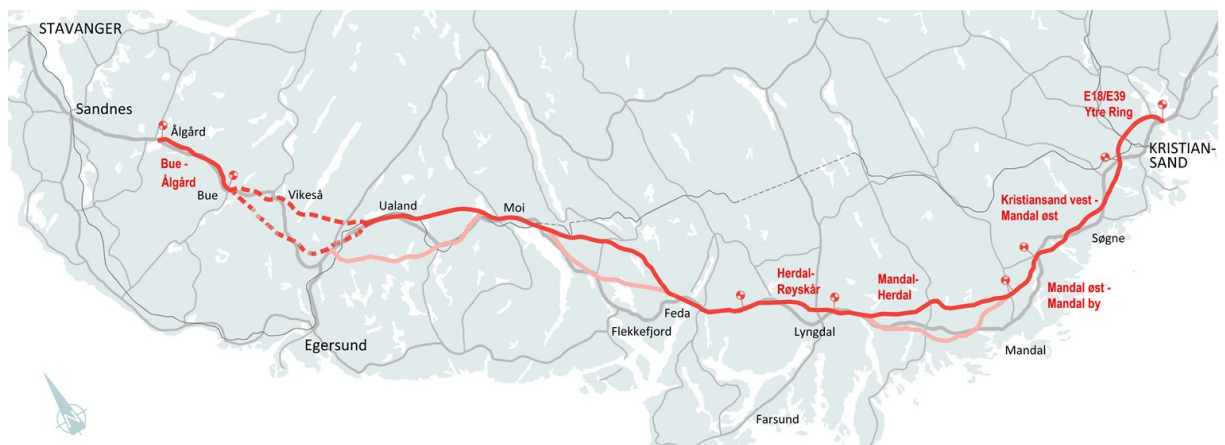 STAVANGER
Sandnes
Ålgård
Bue -
Ålgård
Bue
Vikeså
Ualand
Moi
Egersund
Flekkefjord
Feda
Herdal-
Røyskår
Lyngdal
Farsund
Mandal-
Herdal
Mandal
Mandal øst -
Mandal by
Søgne
Kristiansand vest -
Mandal øst
KRISTIAN-
SAND
E18/E39
Ytre Ring